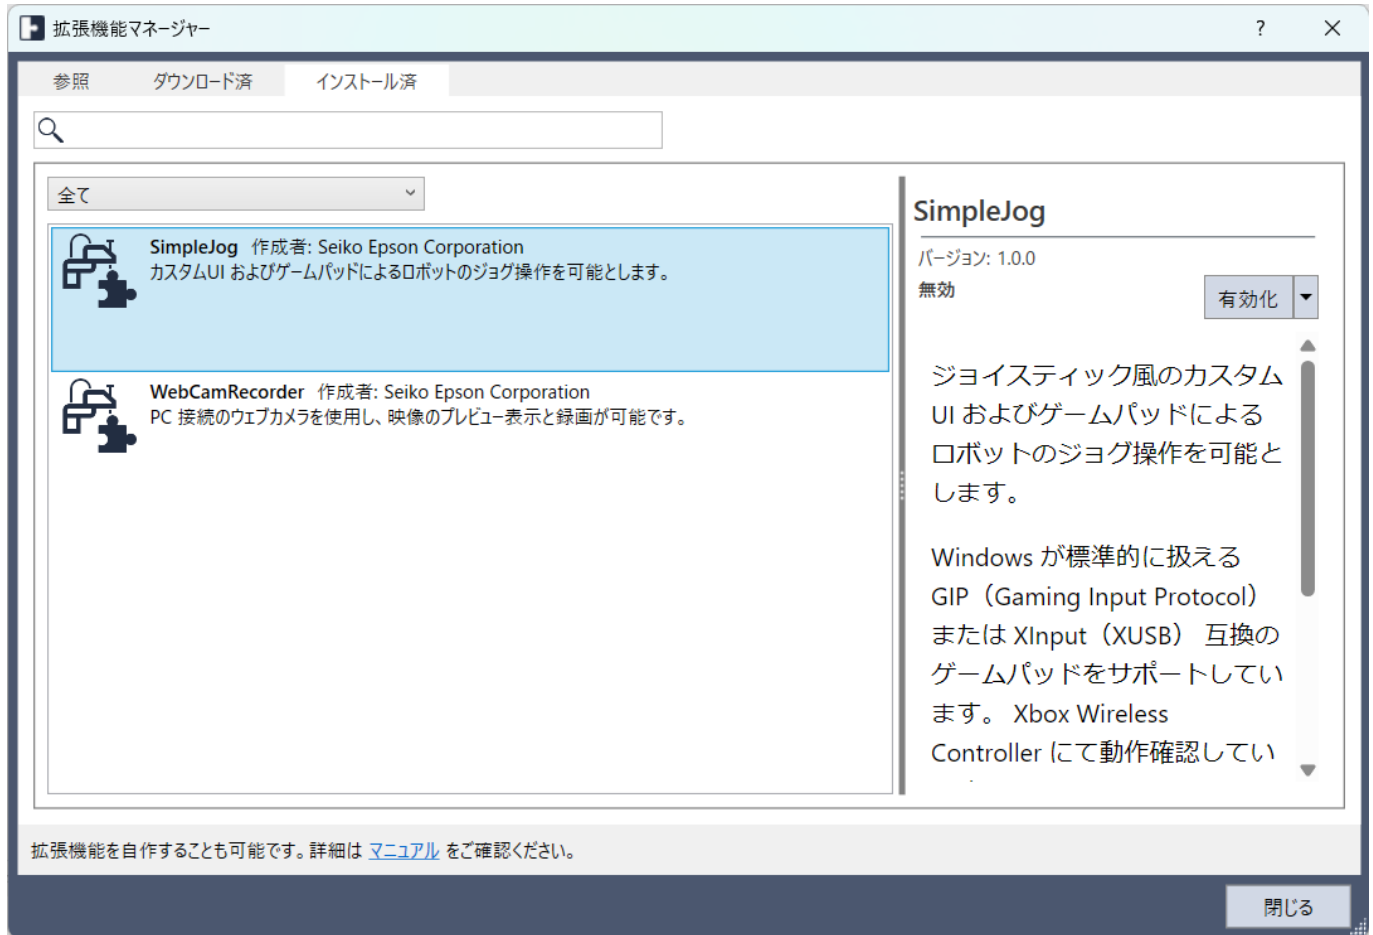 拡張機能マネージャー
?
参照
ダウンロード済
インストール済
全て
SimpleJog 作成者: Seiko Epson Corporation
カスタムUI およびゲームパッドによるロボットのジョグ操作を可能とします。
WebCamRecorder 作成者: Seiko Epson Corporation
PC 接続のウェブカメラを使用し、映像のプレビュー表示と録画が可能です。
SimpleJog
バージョン: 1.0.0
無効
有効化
ジョイスティック風のカスタム
UI およびゲームパッドによる
ロボットのジョグ操作を可能と
します。
Windows が標準的に扱える
GIP（Gaming Input Protocol）
または XInput（XUSB） 互換の
ゲームパッドをサポートしてい
ます。 Xbox Wireless
Controller にて動作確認してい
拡張機能を自作することも可能です。詳細は マニュアル をご確認ください。
閉じる